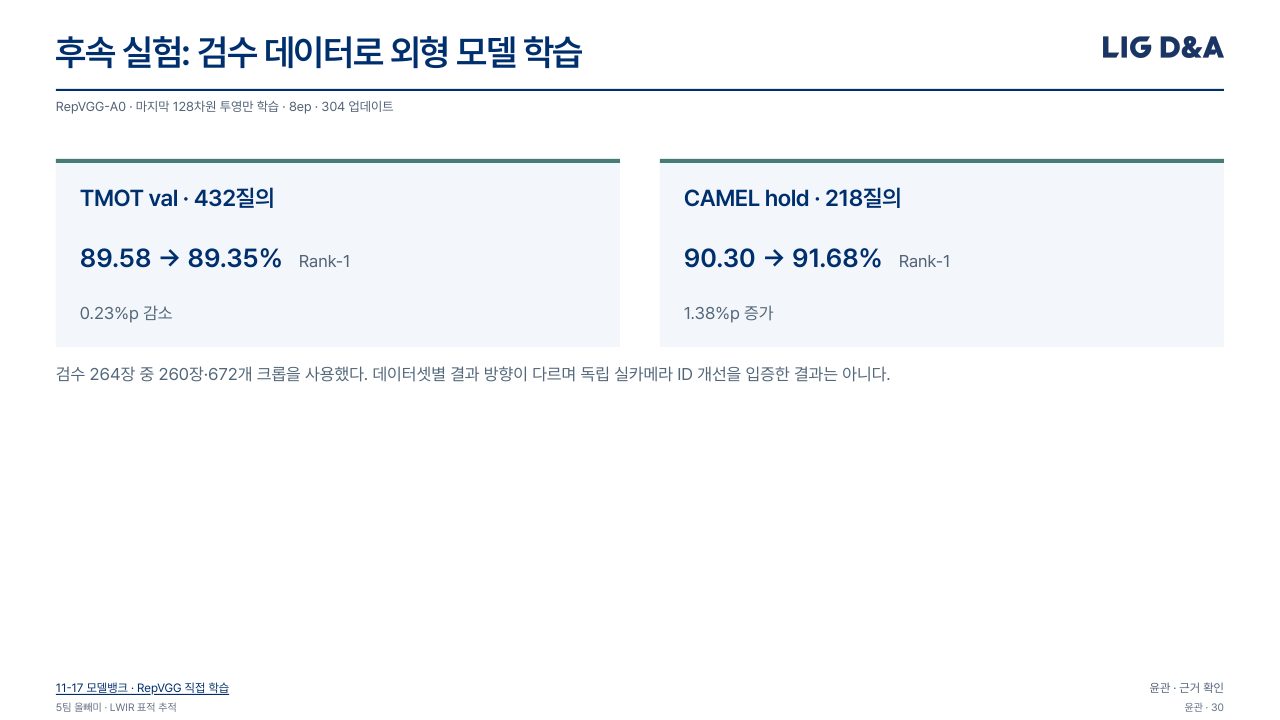 후속 실험: 검수 데이터로 외형 모델 학습
LIG D&A
RepVGG-A0 · 마지막 128차원 투영만 학습 · 8ep · 304 업데이트
TMOT val · 432질의
89.58 → 89.35% Rank-1
0.23%p 감소
CAMEL hold · 218질의
90.30 → 91.68% Rank-1
1.38%p 증가
검수 264장 중 260장·672개 크롭을 사용했다. 데이터셋별 결과 방향이 다르며 독립 실카메라 ID 개선을 입증한 결과는 아니다.
11-17 모델뱅크 · RepVGG 직접 학습
윤관 · 근거 확인
5팀 올빼미 · LWIR 표적 추적
윤관 · 30